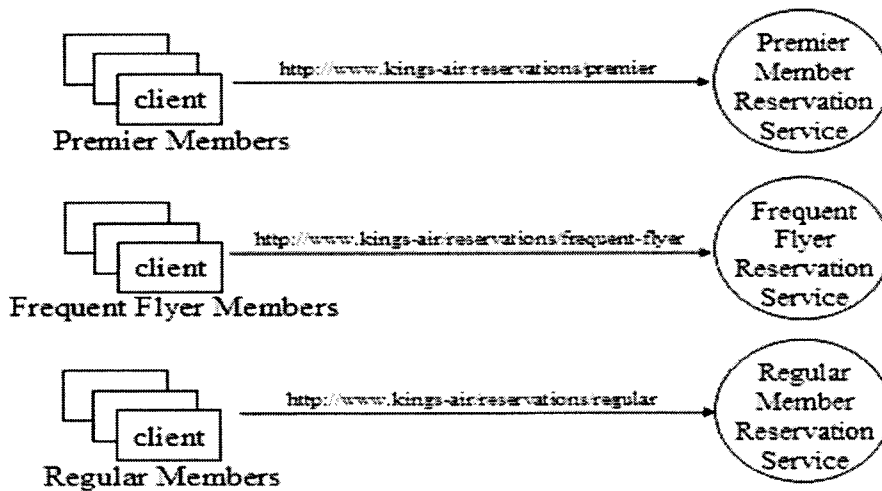 http://www.kings-air/reservations/premier
client
Premier Members
Premier
Member
Reservation
Service
http://www.kings-air/reservations/frequent-flyer
client
Frequent Flyer Members
Frequent
Flyer
Reservation
Service
http://www.kings-air/reservations/regular
client
Regular Members
Regular
Member
Reservation
Service